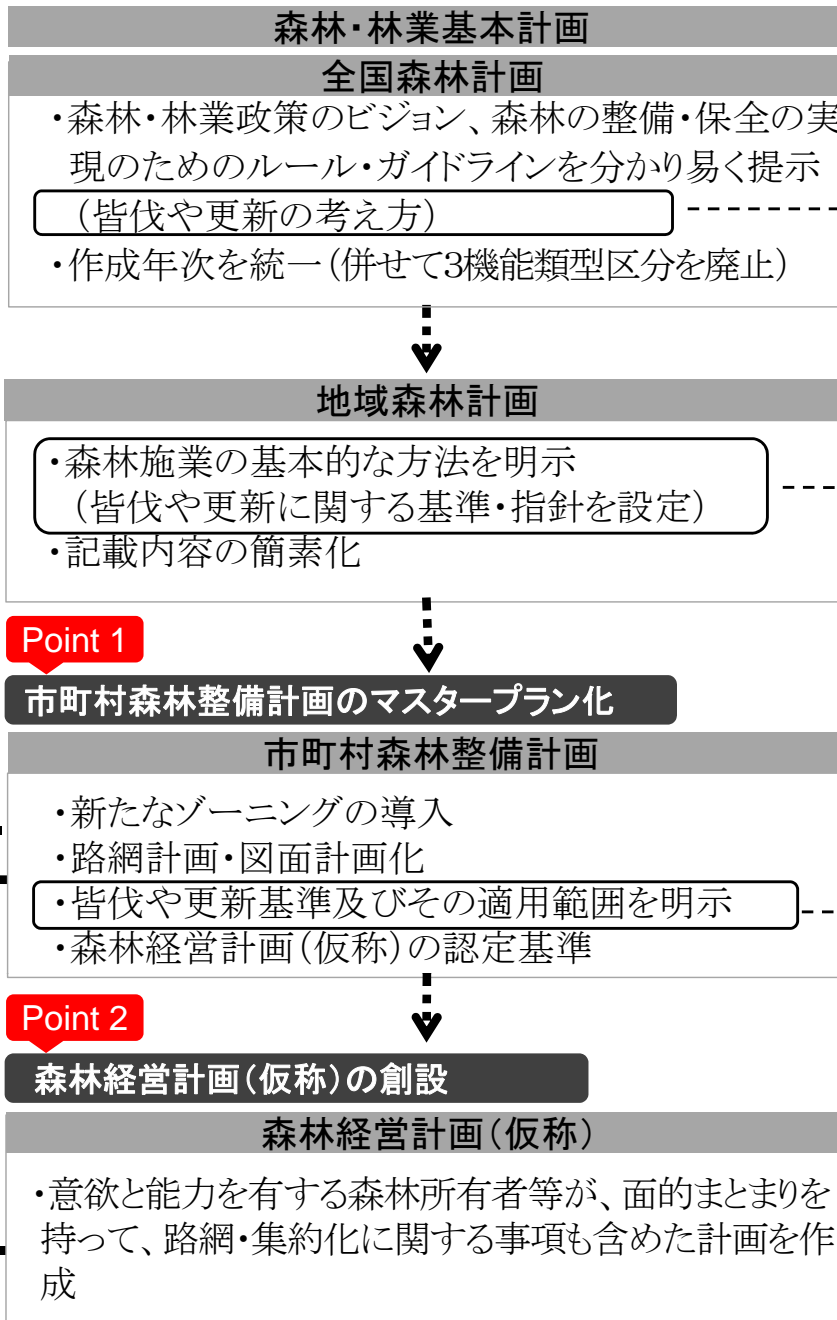 森林・林業基本計画
全国森林計画
・森林・林業政策のビジョン、森林の整備・保全の実
現のためのルール・ガイドラインを分かり易く提示
（皆伐や更新の考え方）
・作成年次を統一（併せて3機能類型区分を廃止）
地域森林計画
・森林施業の基本的な方法を明示
（皆伐や更新に関する基準・指針を設定）
・記載内容の簡素化
Point 1
市町村森林整備計画のマスタープラン化
市町村森林整備計画
・新たなゾーニングの導入
・路網計画・図面計画化
・皆伐や更新基準及びその適用範囲を明示
・森林経営計画（仮称）の認定基準
Point 2
森林経営計画（仮称）の創設
森林経営計画（仮称）
・意欲と能力を有する森林所有者等が、面的まとまりを
持って、路網・集約化に関する事項も含めた計画を作
成